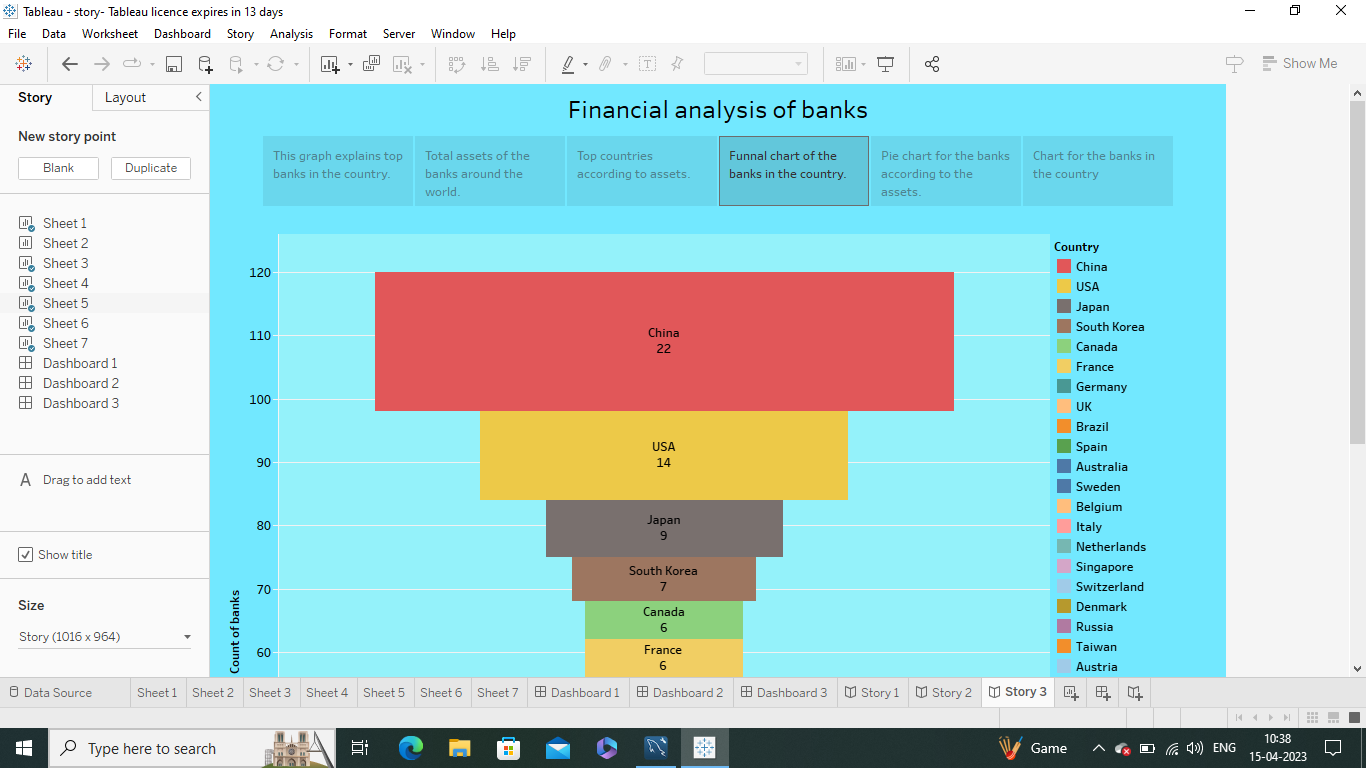 Tableau - story- Tableau licence expires in 13 days
File Data Worksheet Dashboard Story Analysis Format Server Window Help
Show Me
Story Layout
New story point
Blank Duplicate
Sheet 1
Sheet 2
Sheet 3
Sheet 4
Sheet 5
Sheet 6
Sheet 7
Dashboard 1
Dashboard 2
Dashboard 3
A Drag to add text
Show title
Size
Story (1016 x 964)
Financial analysis of banks
This graph explains top
banks in the country.
Total assets of the
banks around the
world.
Top countries
according to assets.
Funnal chart of the
banks in the country.
Pie chart for the banks
according to the
assets.
Chart for the banks in
the country
Count of banks
120
110
100
90
80
70
60
China
22
USA
14
Japan
9
South Korea
7
Canada
6
France
6
Country
China
USA
Japan
South Korea
Canada
France
Germany
UK
Brazil
Spain
Australia
Sweden
Belgium
Italy
Netherlands
Singapore
Switzerland
Denmark
Russia
Taiwan
Austria
Data Source Sheet 1 Sheet 2 Sheet 3 Sheet 4 Sheet 5 Sheet 6 Sheet 7 Dashboard 1 Dashboard 2 Dashboard 3 Story 1 Story 2 Story 3
Type here to search
Game
ENG
10:38
15-04-2023